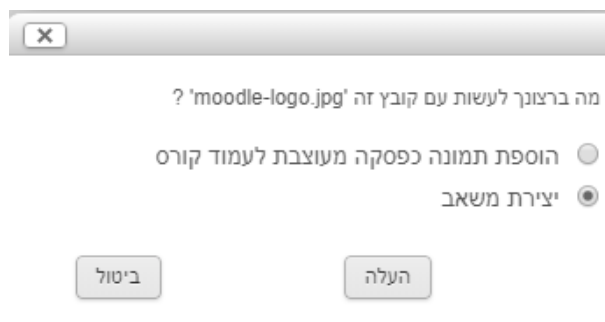 מה ברצונך לעשות עם קובץ זה 'moodle-logo.jpg' ?
הוספת תמונה כפסקה מעוצבת לעמוד קורס
יצירת משאב
העלה
ביטול